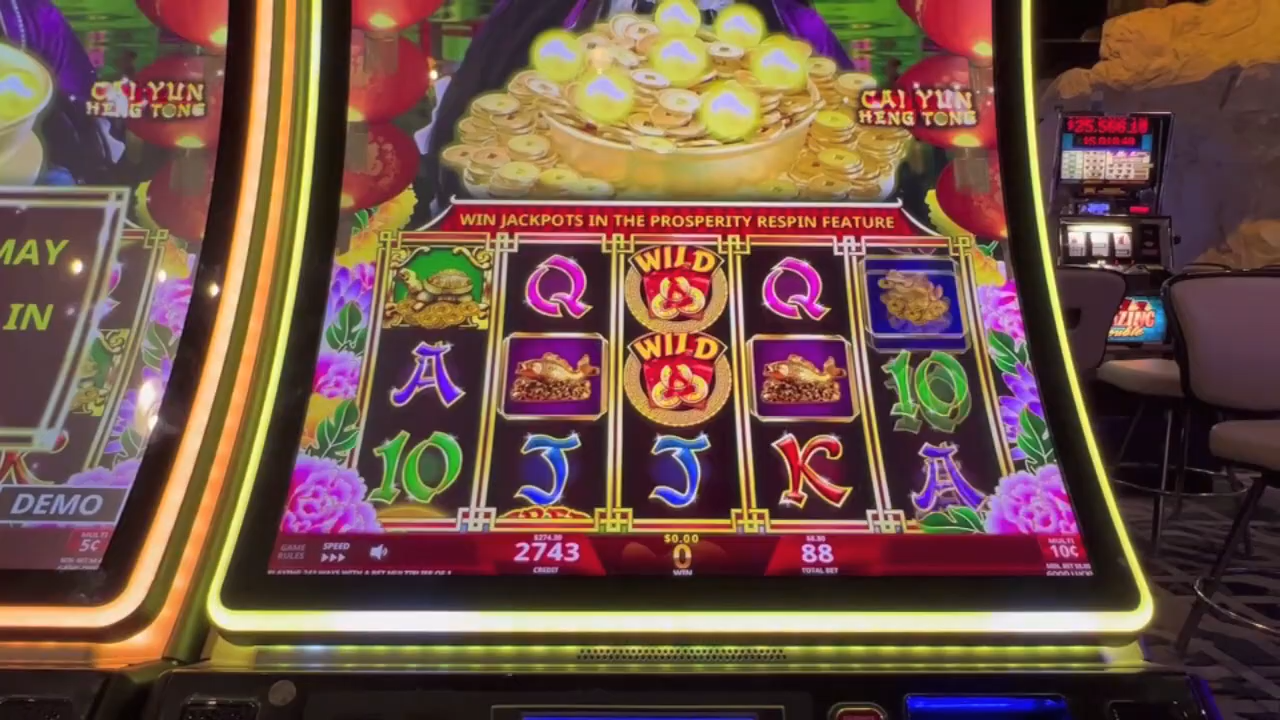 CAI YUN
HENG TONG
CAI YUN
HENG TONG
WIN JACKPOTS IN THE PROSPERITY RESPIN FEATURE
MAY
IN
Q
WILD
Q
A
WILD
10
10
J
J
K
A
DEMO
MULTI
5¢
GAME
RULES
SPEED
$274.30
2743
CREDIT
$0.00
0
WIN
$8.80
88
TOTAL BET
MULTI
10¢
GOOD LUCK